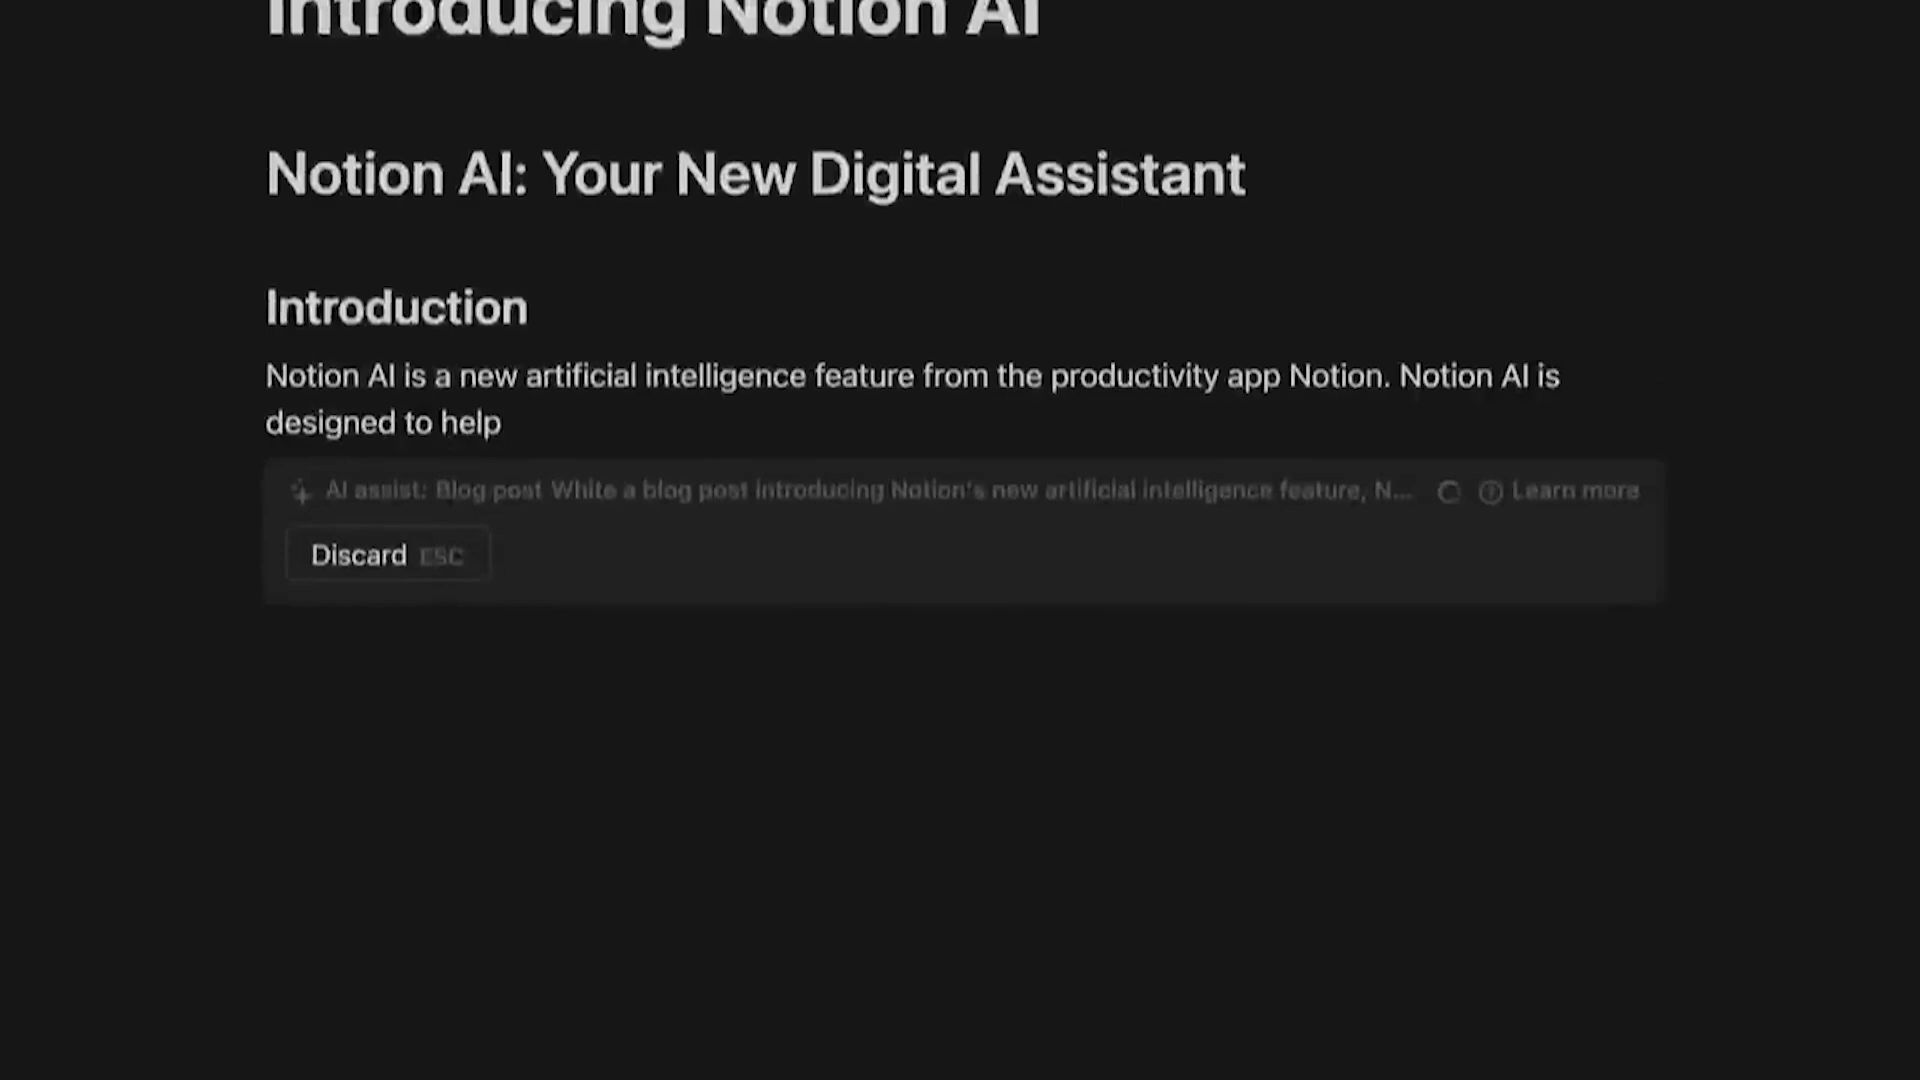 Introducing Notion AI
Notion AI: Your New Digital Assistant
Introduction
Notion AI is a new artificial intelligence feature from the productivity app Notion. Notion AI is
designed to help
AI assist: Blog post White a blog post introducing Notion's new artificial intelligence feature, N...
Learn more
Discard ESC